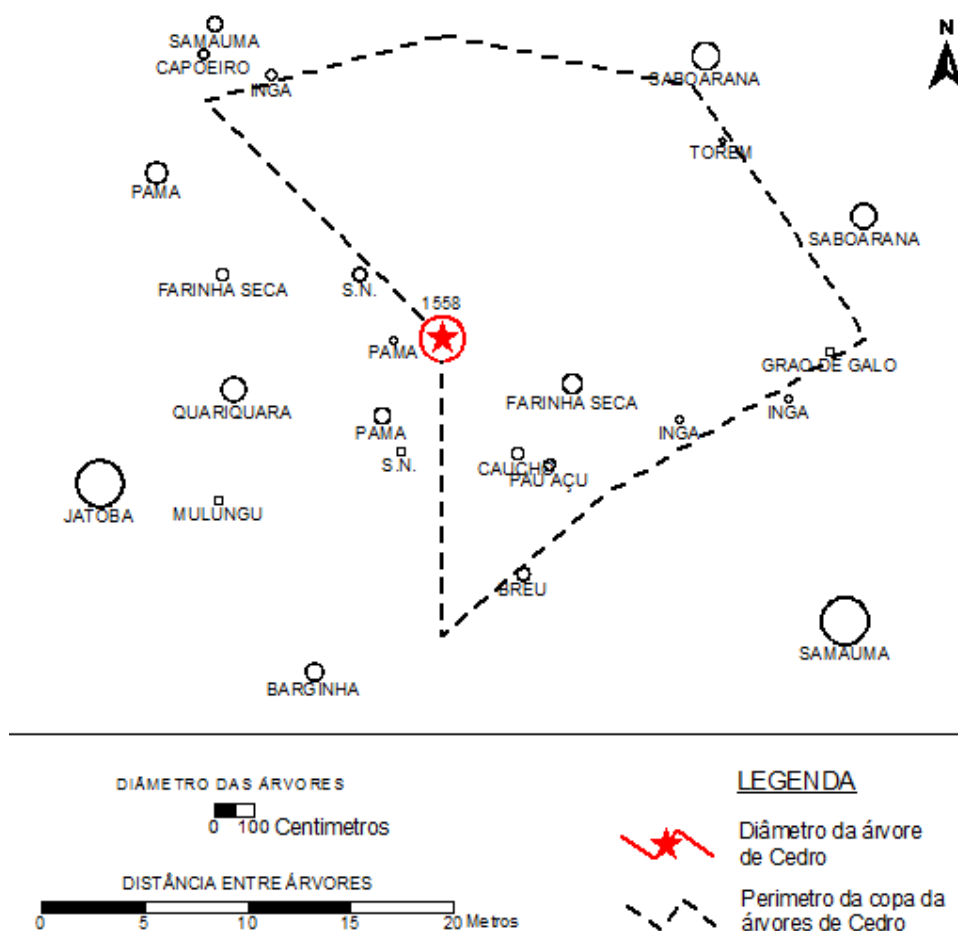 N
SAMAUMA
CAPOEIRO
INGA
SABOARANA
TOREM
PAMA
SABOARANA
FARINHA SECA
S.N.
1558
PAMA
GRAO DE GALO
QUARIQUARA
PAMA
FARINHA SECA
INGA
INGA
S.N.
CAUCHO
PAU AÇU
JATOBA
MULUNGU
BREU
SAMAUMA
BARGINHA
DIÂMETRO DAS ÁRVORES
0 100 Centimetros
DISTÂNCIA ENTRE ÁRVORES
0 5 10 15 20 Metros
LEGENDA
Diâmetro da árvore
de Cedro
Perimetro da copa da
árvores de Cedro